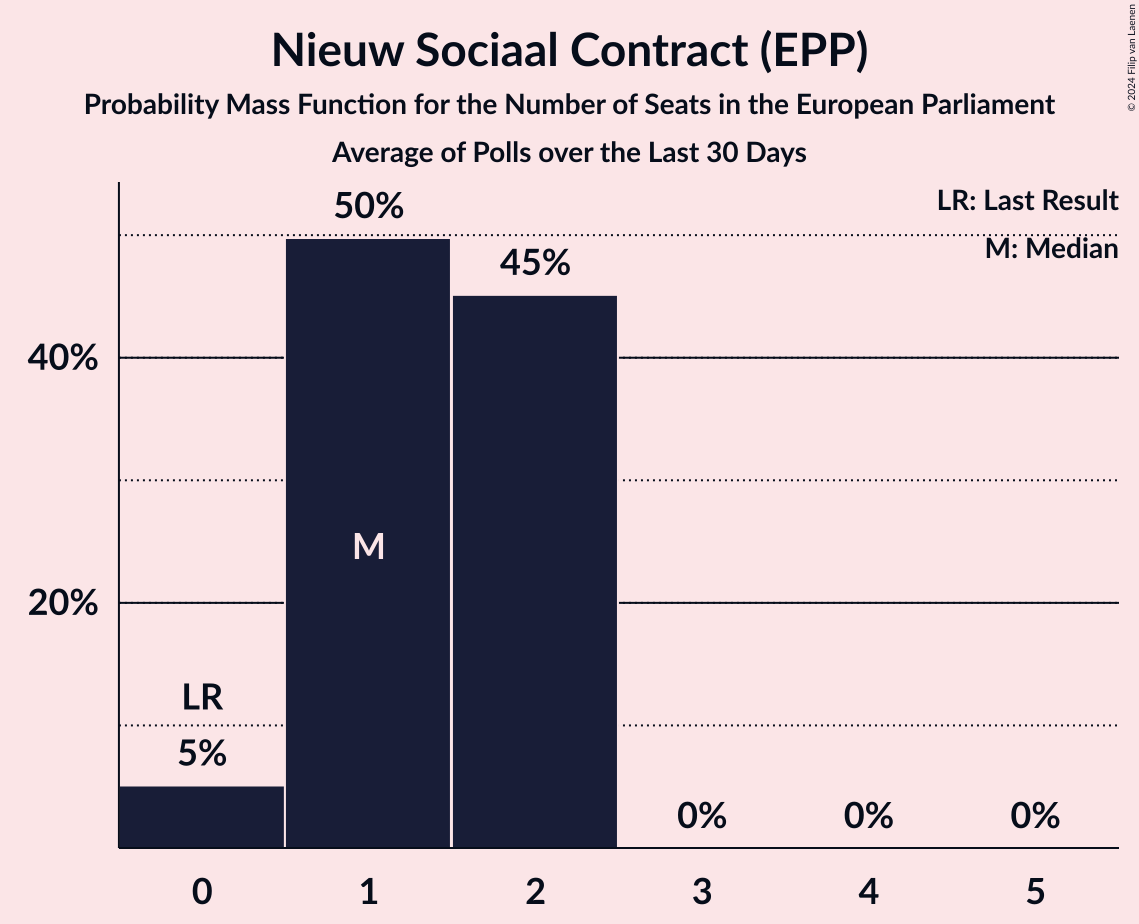 Nieuw Sociaal Contract (EPP)
Probability Mass Function for the Number of Seats in the European Parliament
Average of Polls over the Last 30 Days
© 2024 Filip van Laenen
LR: Last Result
M: Median
50%
45%
40%
M
20%
LR
5%
0%
0%
0%
0
1
2
3
4
5